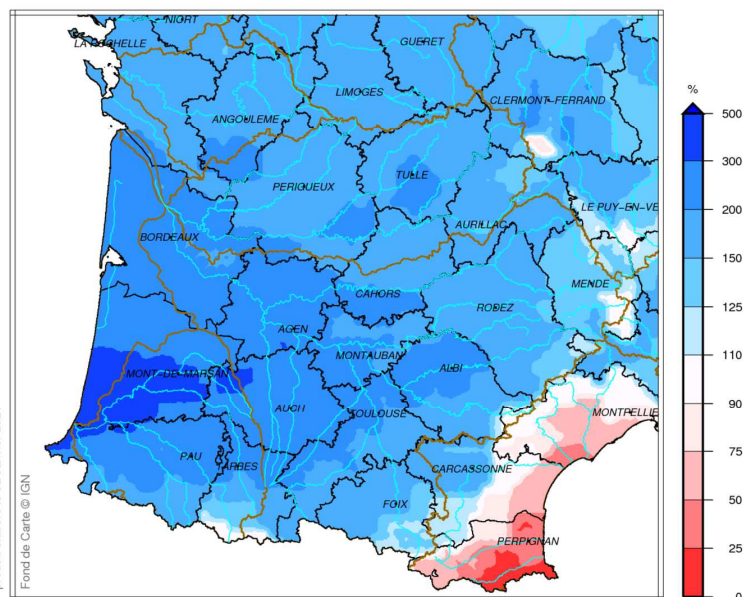 NIORT
LA ROCHELLE
GUERET
LIMOGES
CLERMONT-FERRAND
ANGOULEME
PERIGUEUX
TULLE
LE PUY-EN-VE
AURILLAC
BORDEAUX
MENDE
CAHORS
RODEZ
AGEN
MONTAUBAN
MONT-DE-MARSAN
ALBI
AUCH
TOULOUSE
MONTPELLIE
PAU
TARBES
CARCASSONNE
FOIX
PERPIGNAN
Fond de Carte © IGN
%
500
300
200
150
125
110
90
75
50
25
0